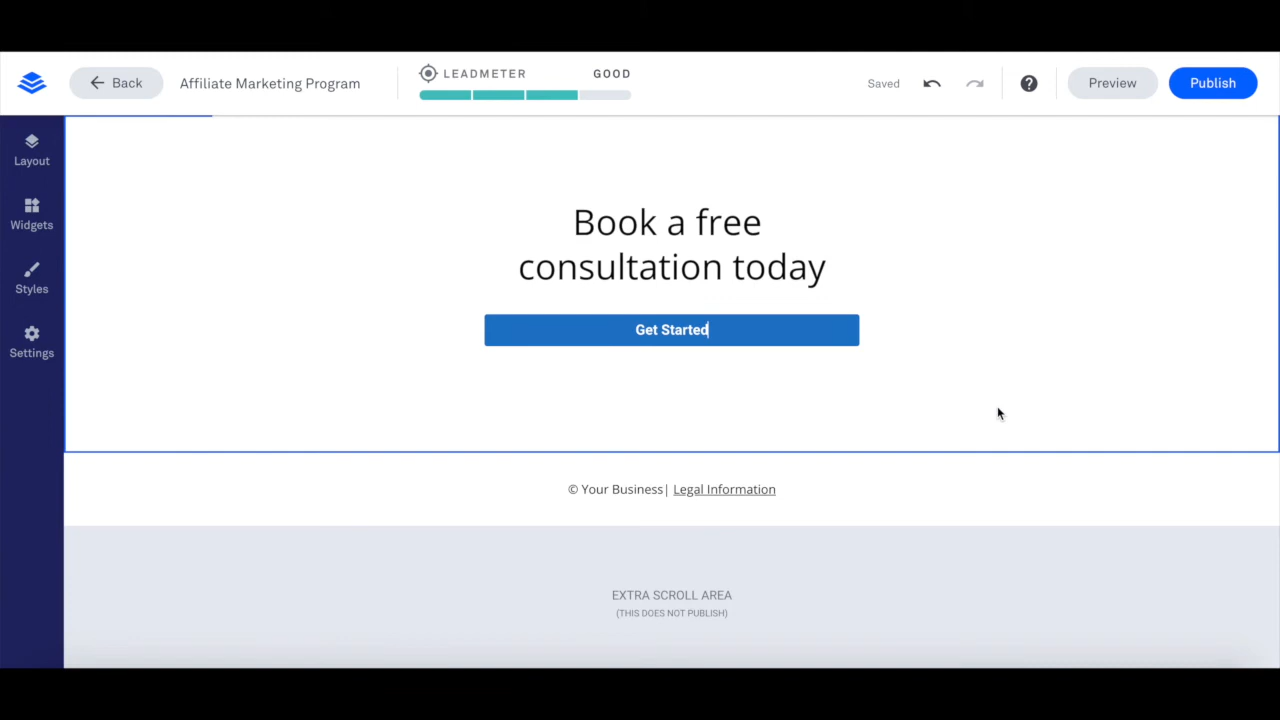 Back
Affiliate Marketing Program
LEADMETER
GOOD
Saved
?
Preview
Publish
Layout
Widgets
Styles
Settings
Book a free
consultation today
Get Started
© Your Business| Legal Information
EXTRA SCROLL AREA
(THIS DOES NOT PUBLISH)